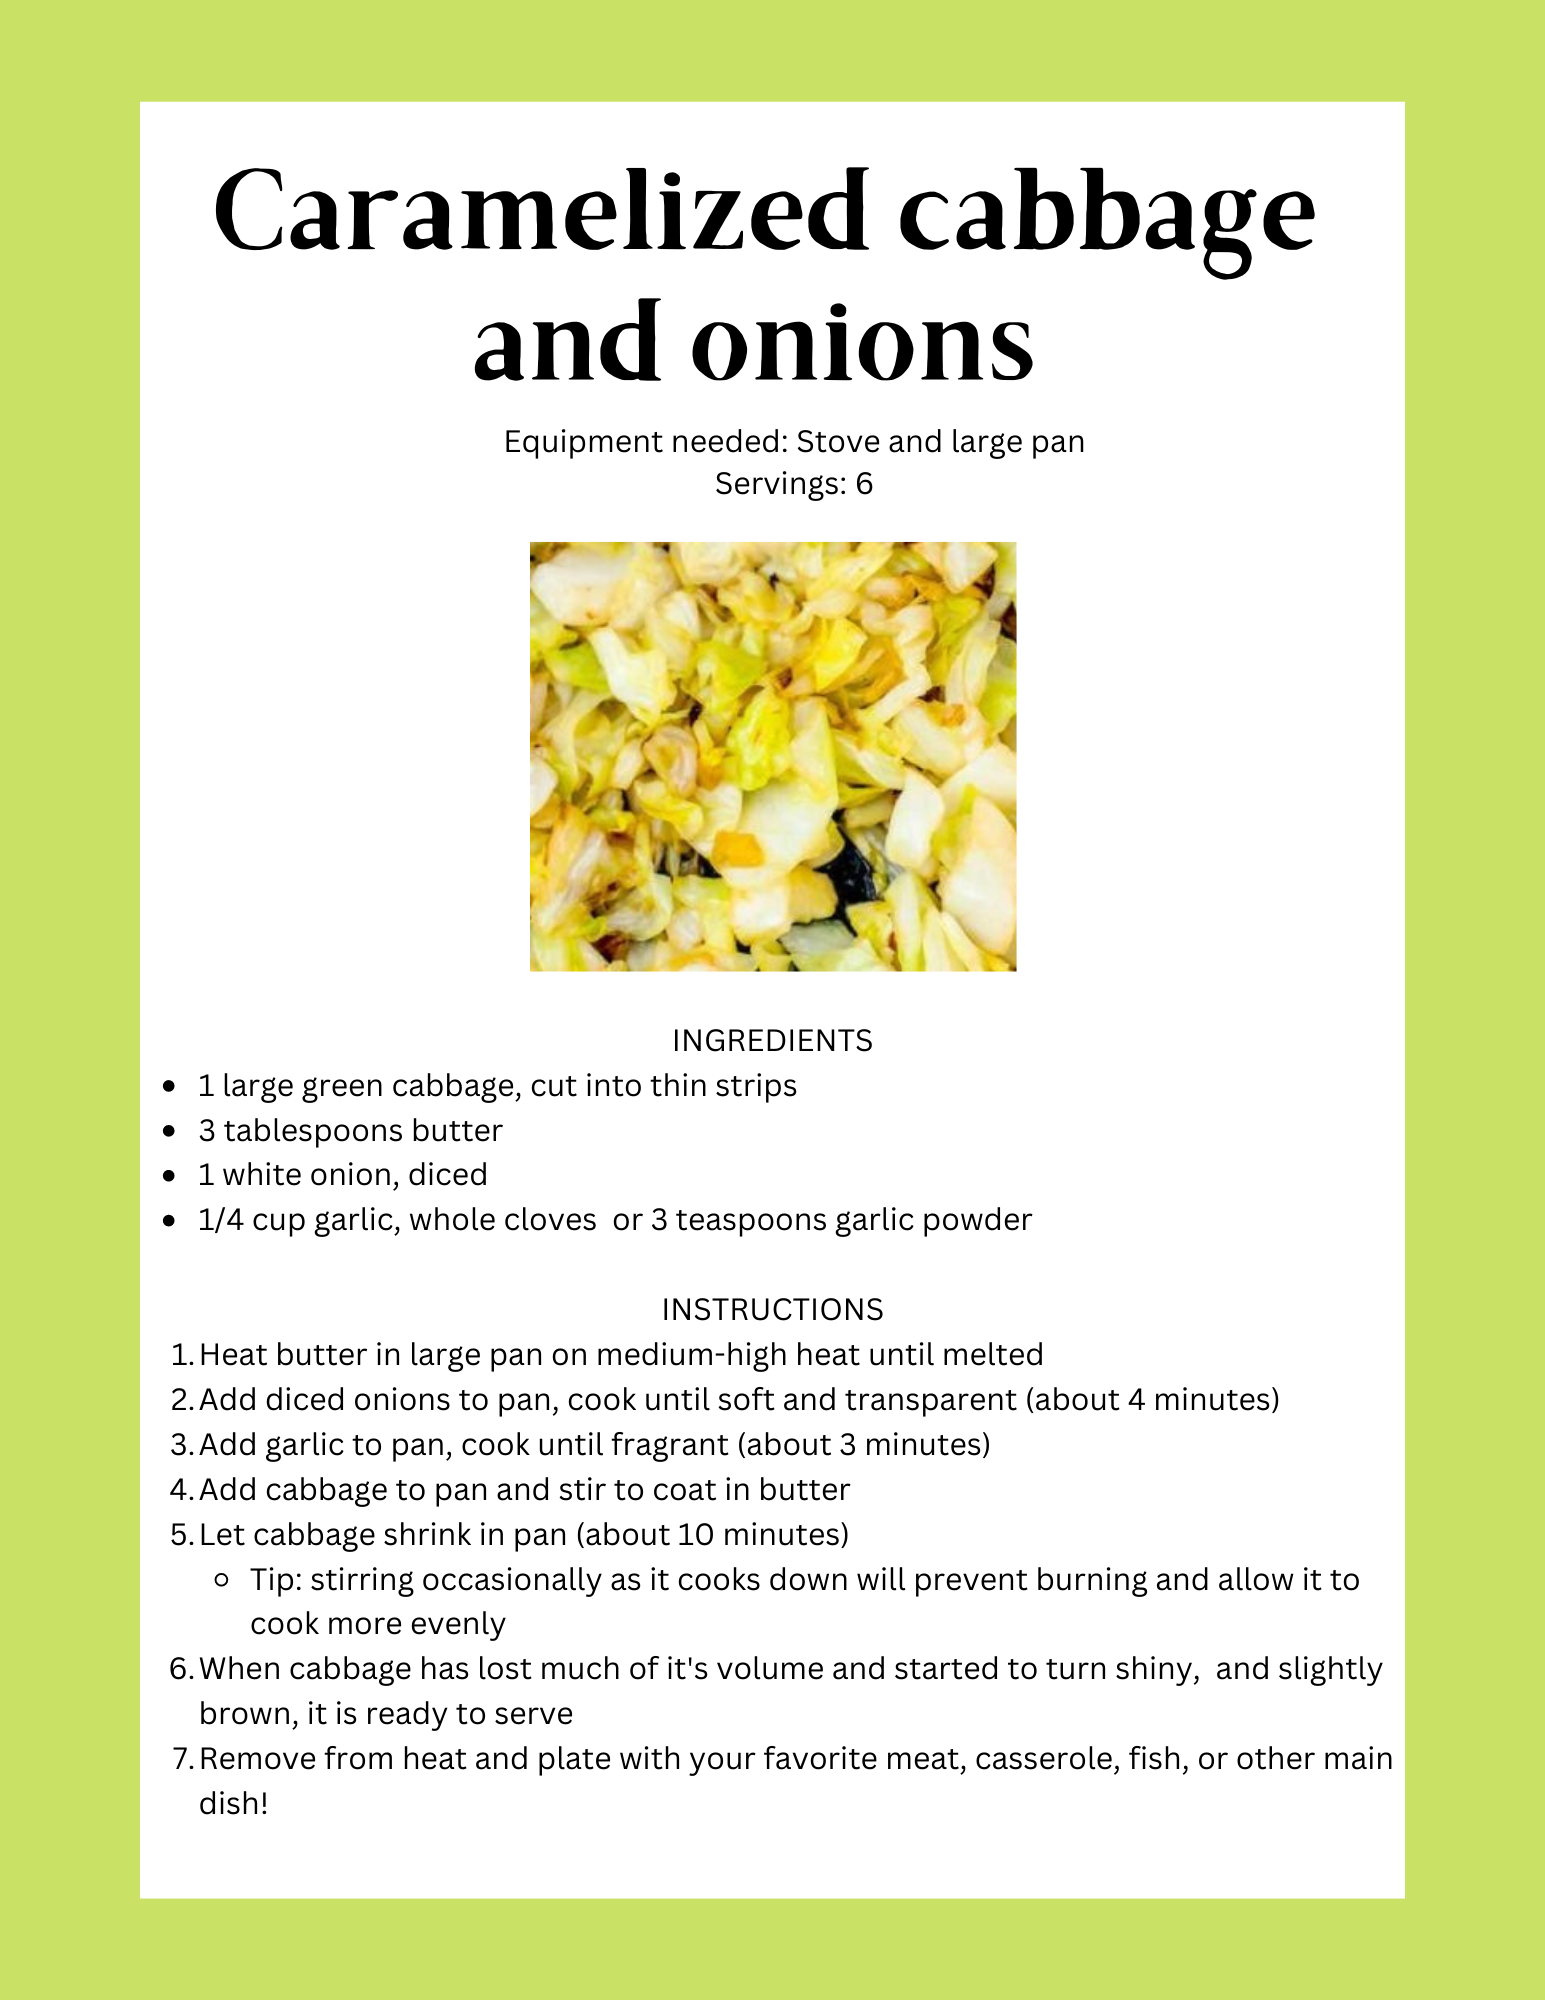 Caramelized cabbage
and onions
Equipment needed: Stove and large pan
Servings: 6
INGREDIENTS
• 1 large green cabbage, cut into thin strips
• 3 tablespoons butter
• 1 white onion, diced
• 1/4 cup garlic, whole cloves  or 3 teaspoons garlic powder
INSTRUCTIONS
1. Heat butter in large pan on medium-high heat until melted
2. Add diced onions to pan, cook until soft and transparent (about 4 minutes)
3. Add garlic to pan, cook until fragrant (about 3 minutes)
4. Add cabbage to pan and stir to coat in butter
5. Let cabbage shrink in pan (about 10 minutes)
◦ Tip: stirring occasionally as it cooks down will prevent burning and allow it to
cook more evenly
6. When cabbage has lost much of it's volume and started to turn shiny,  and slightly
brown, it is ready to serve
7. Remove from heat and plate with your favorite meat, casserole, fish, or other main
dish!